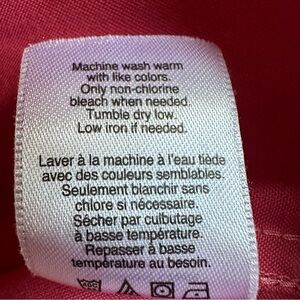 Machine wash warm
with like colors.
Only non-chlorine
bleach when needed.
Tumble dry low.
Low iron if needed.
Laver à la machine à l'eau tiède
avec des couleurs semblables.
Seulement blanchir sans
chlore si nécessaire.
Sécher par culbutage
à basse température.
Repasser à basse
température au besoin.